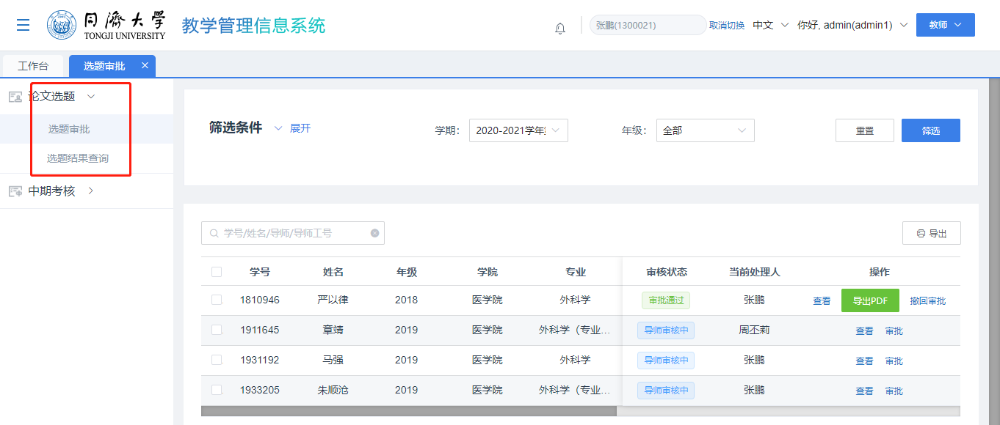 同濟大学
TONGJI UNIVERSITY
教学管理信息系统
张鹏(1300021) 取消切换 中文 你好, admin(admin1) 教师
工作台 选题审批
论文选题
选题审批
选题结果查询
中期考核
筛选条件 展开 学期: 2020-2021学年 年级: 全部 重置 筛选
学号/姓名/导师/导师工号 导出
学号 姓名 年级 学院 专业 审核状态 当前处理人 操作
1810946 严以律 2018 医学院 外科学 审批通过 张鹏 查看 导出PDF 撤回审批
1911645 章靖 2019 医学院 外科学（专业... 导师审核中 周丕莉 查看 审批
1931192 马强 2019 医学院 外科学 导师审核中 张鹏 查看 审批
1933205 朱顺沧 2019 医学院 外科学（专业... 导师审核中 张鹏 查看 审批